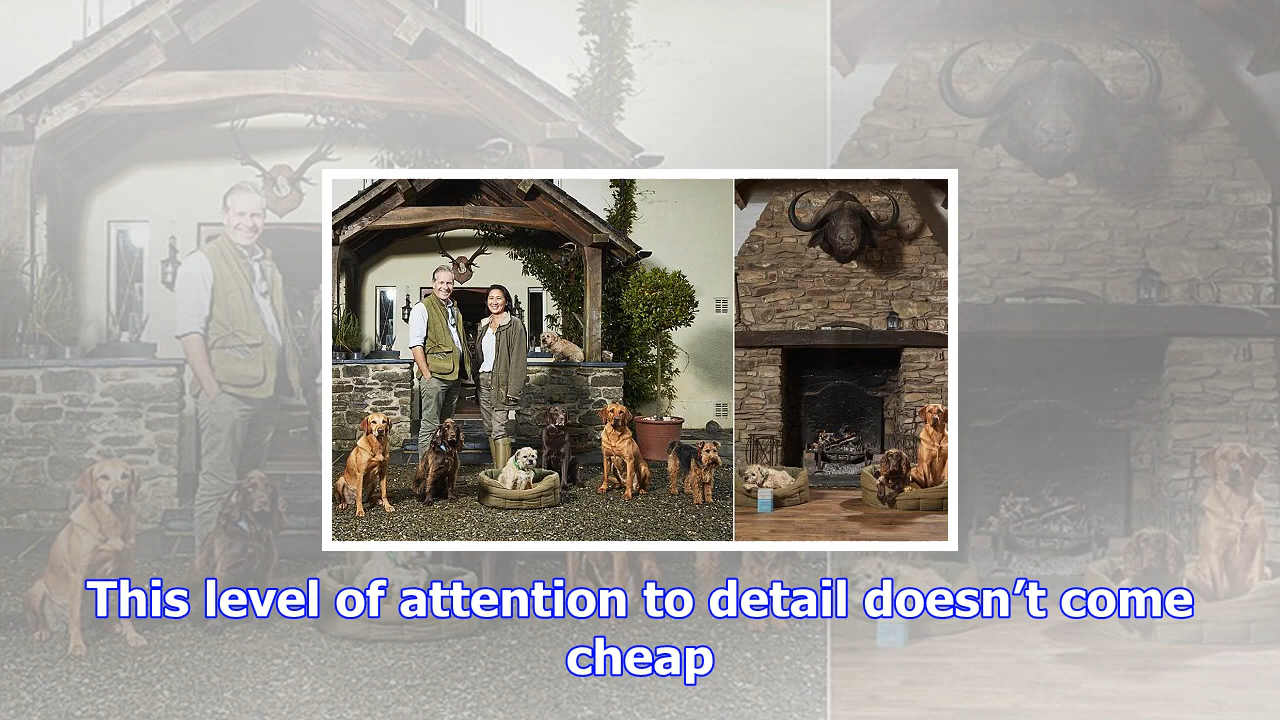 This level of attention to detail doesn’t come
cheap